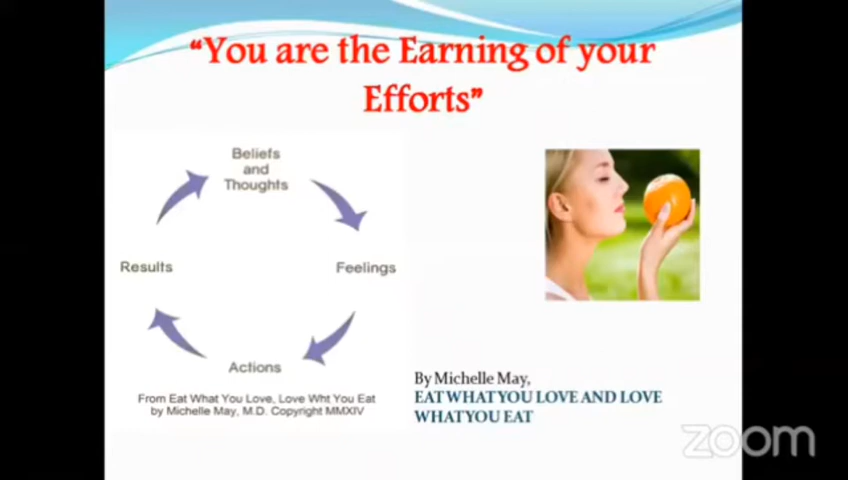 “You are the Earning of your
Efforts”
Beliefs
and
Thoughts
Results
Feelings
Actions
From Eat What You Love, Love Wht You Eat
by Michelle May, M.D. Copyright MMXIV
By Michelle May,
EAT WHAT YOU LOVE AND LOVE
WHAT YOU EAT
zoom